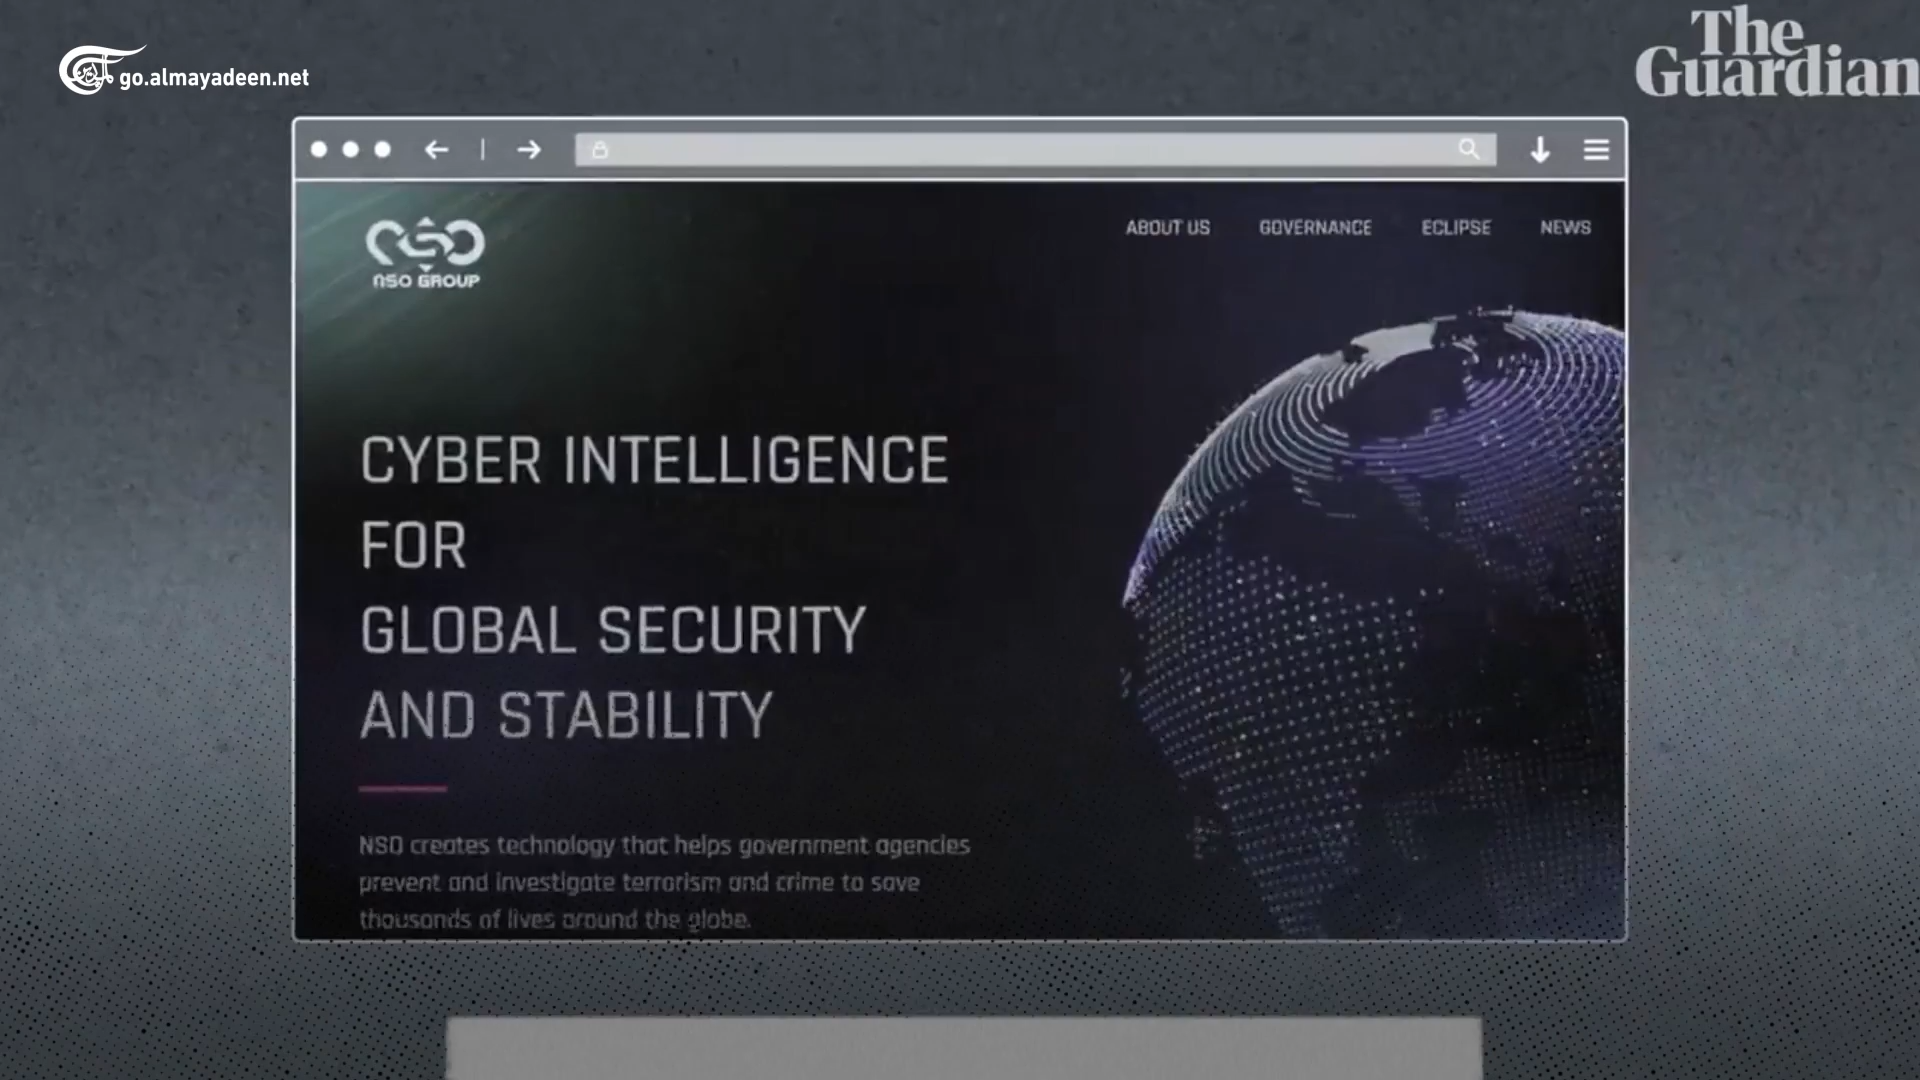 go.almayadeen.net
The
Guardian
NSO GROUP
ABOUT US GOVERNANCE ECLIPSE NEWS
CYBER INTELLIGENCE
FOR
GLOBAL SECURITY
AND STABILITY
NSO creates technology that helps government agencies
prevent and investigate terrorism and crime to save
thousands of lives around the globe.